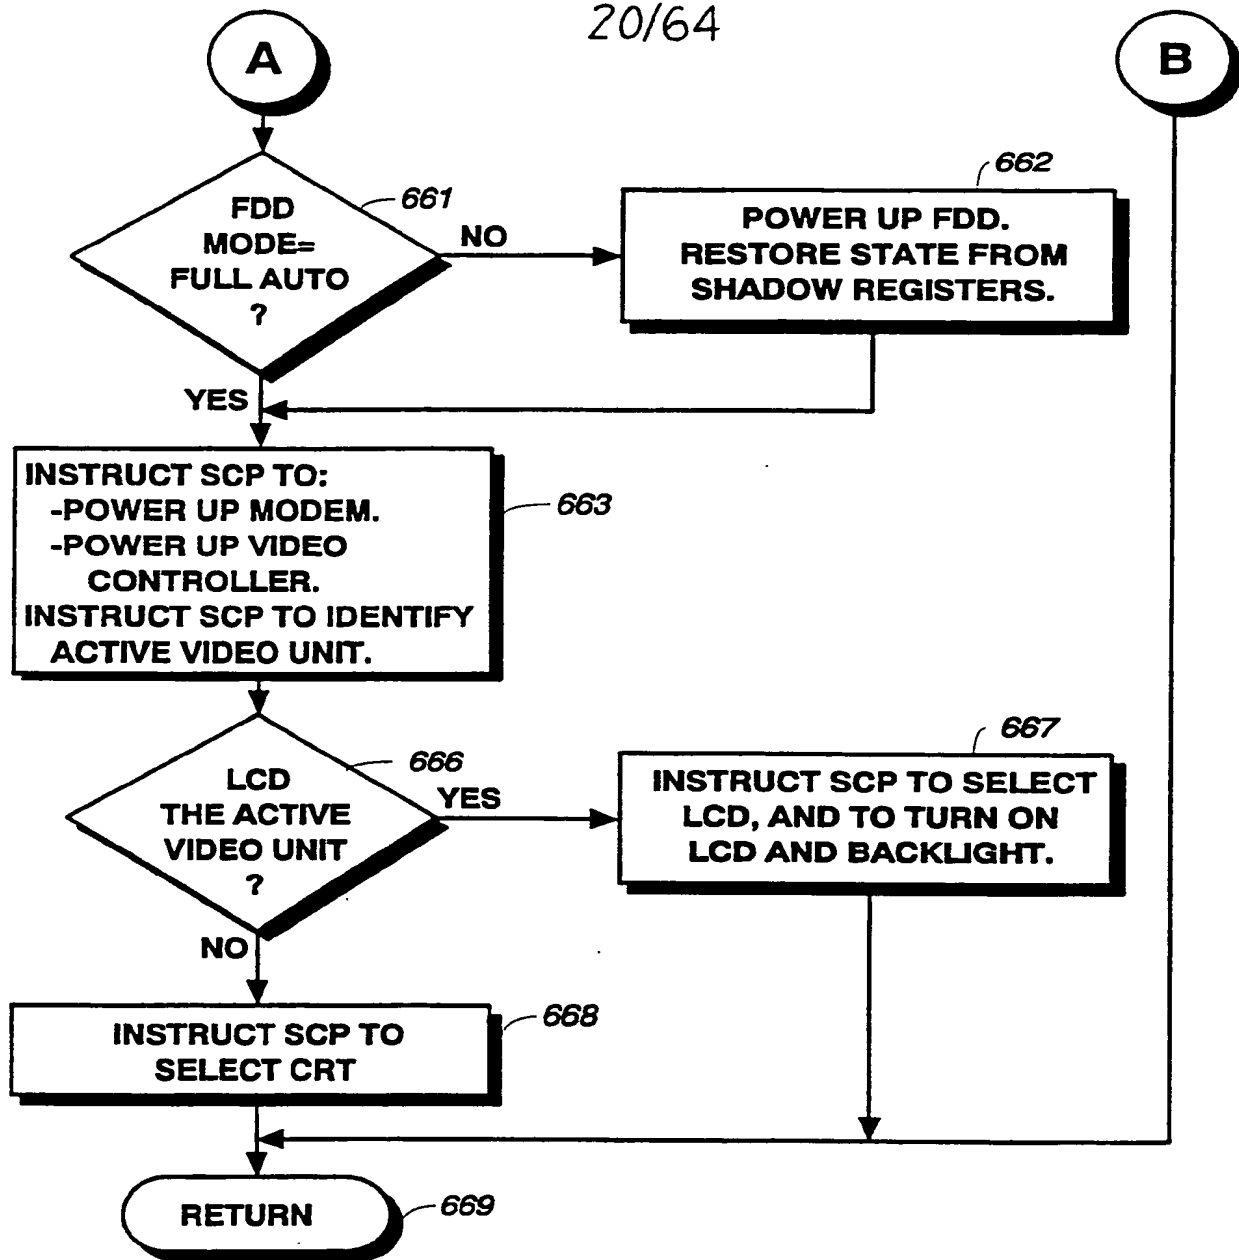 20/64
A
B
FDD
MODE=
FULL AUTO
?
661
NO
662
POWER UP FDD.
RESTORE STATE FROM
SHADOW REGISTERS.
YES
INSTRUCT SCP TO:
-POWER UP MODEM.
-POWER UP VIDEO
CONTROLLER.
INSTRUCT SCP TO IDENTIFY
ACTIVE VIDEO UNIT.
663
LCD
THE ACTIVE
VIDEO UNIT
?
666
YES
667
INSTRUCT SCP TO SELECT
LCD, AND TO TURN ON
LCD AND BACKLIGHT.
NO
INSTRUCT SCP TO
SELECT CRT
668
RETURN
669